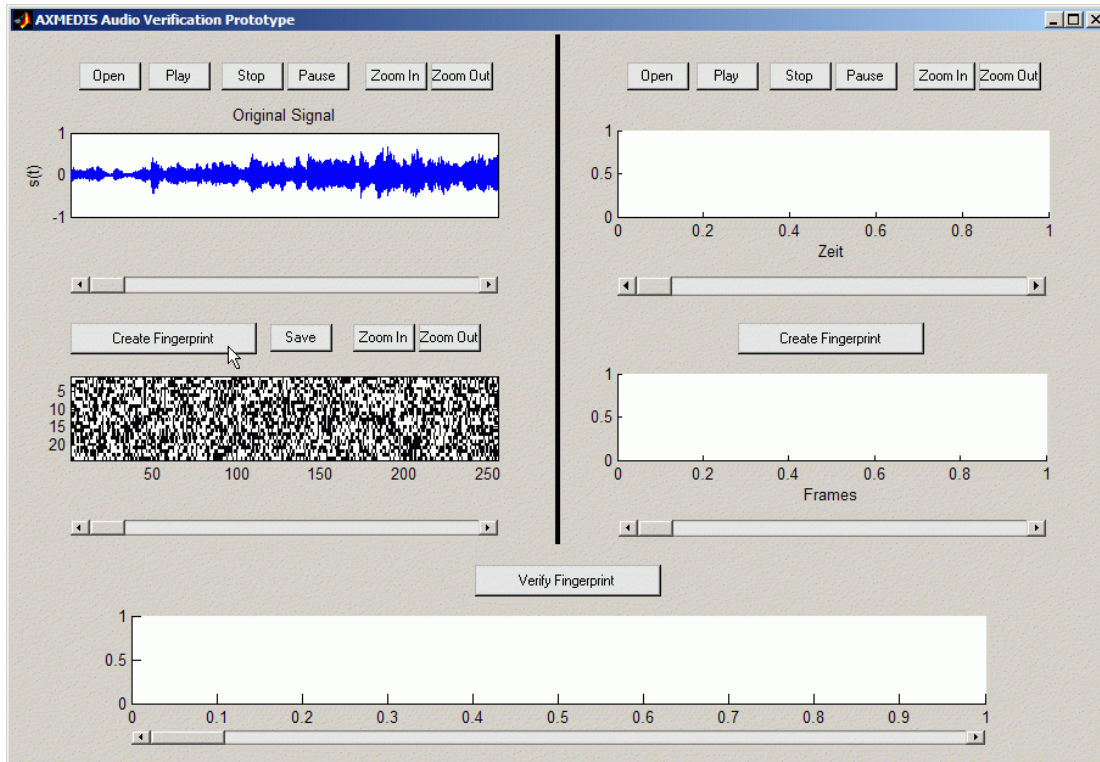 AXMEDIS Audio Verification Prototype
Open Play Stop Pause Zoom In Zoom Out
Original Signal
1
0
-1
s(t)
Create Fingerprint Save Zoom In Zoom Out
5
10
15
20
50 100 150 200 250
Open Play Stop Pause Zoom In Zoom Out
1
0.5
0
0 0.2 0.4 0.6 0.8 1
Zeit
Create Fingerprint
1
0.5
0
0 0.2 0.4 0.6 0.8 1
Frames
Verify Fingerprint
1
0.5
0
0 0.1 0.2 0.3 0.4 0.5 0.6 0.7 0.8 0.9 1